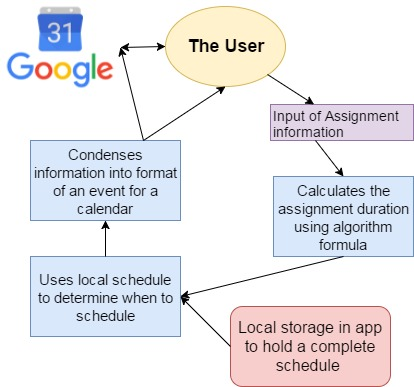 31
Google
The User
Input of Assignment
information
Condenses
information into format
of an event for a
calendar
Calculates the
assignment duration
using algorithm
formula
Uses local schedule
to determine when to
schedule
Local storage in app
to hold a complete
schedule